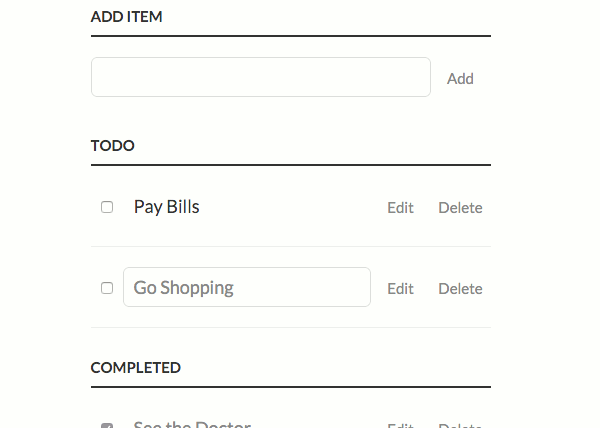 ADD ITEM
Add
TODO
Pay Bills Edit Delete
Go Shopping Edit Delete
COMPLETED
See the Doctor Edit Delete